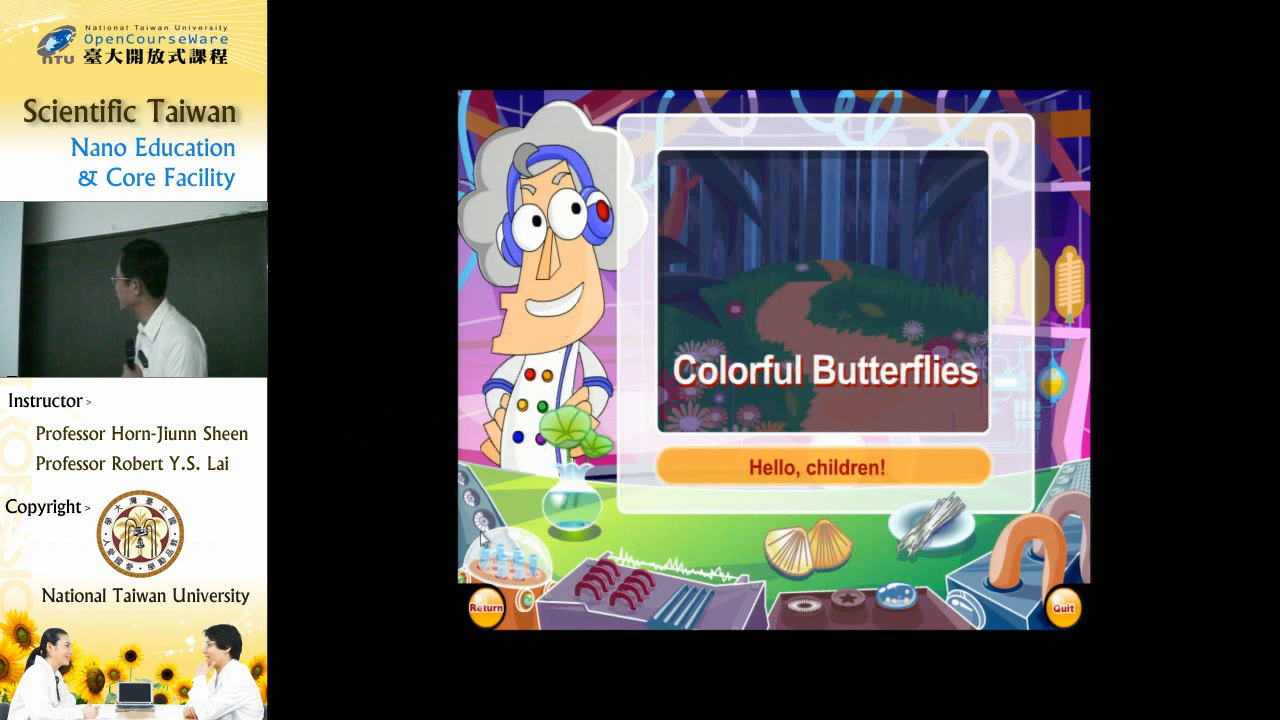 National Taiwan University
OpenCourseWare
NTU 臺大開放式課程
Scientific Taiwan
Nano Education
& Core Facility
Instructor >
Professor Horn-Jiunn Sheen
Professor Robert Y.S. Lai
Copyright >
National Taiwan University
Colorful Butterflies
Hello, children!
Return
Quit